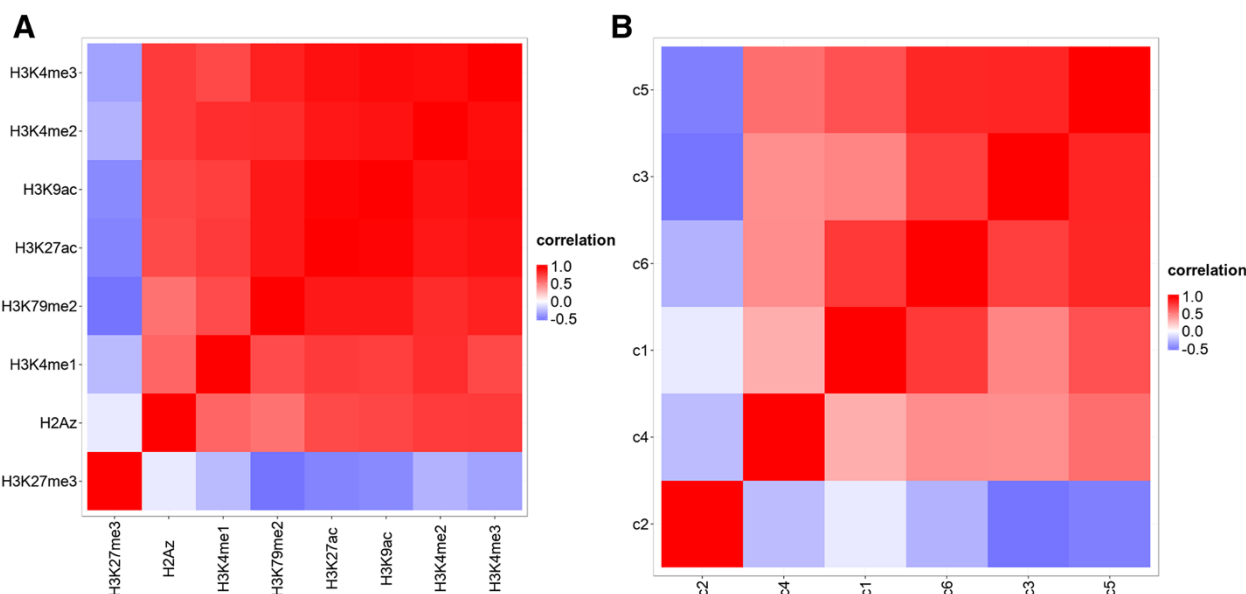 A
H3K4me3
H3K4me2
H3K9ac
H3K27ac
H3K79me2
H3K4me1
H2Az
H3K27me3
H3K27me3
H2Az
H3K4me1
H3K79me2
H3K27ac
H3K9ac
H3K4me2
H3K4me3
correlation
1.0
0.5
0.0
-0.5
B
c5
c3
c6
c1
c4
c2
c2
c4
c1
c6
c3
c5
correlation
1.0
0.5
0.0
-0.5